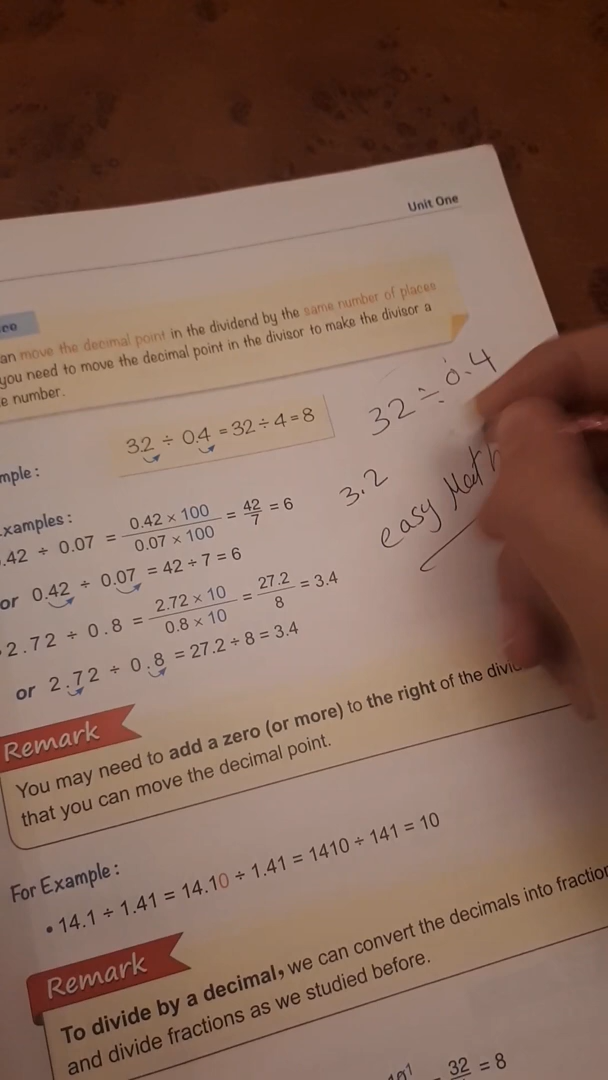 Unit One
an move the decimal point in the dividend by the same number of places
you need to move the decimal point in the divisor to make the divisor a
e number.
mple :
3.2 ÷ 0.4 = 32 ÷ 4 = 8
32 ÷ 0.4
3.2
easy Math
xamples :
.42 ÷ 0.07 = 0.42 × 100 / 0.07 × 100 = 42/7 = 6
or 0.42 ÷ 0.07 = 42 ÷ 7 = 6
• 2.72 ÷ 0.8 = 2.72 × 10 / 0.8 × 10 = 27.2/8 = 3.4
or 2.72 ÷ 0.8 = 27.2 ÷ 8 = 3.4
Remark
You may need to add a zero (or more) to the right of the
that you can move the decimal point.
For Example :
• 14.1 ÷ 1.41 = 14.10 ÷ 1.41 = 1410 ÷ 141 = 10
Remark
To divide by a decimal, we can convert the decimals into fraction
and divide fractions as we studied before.
32 = 8